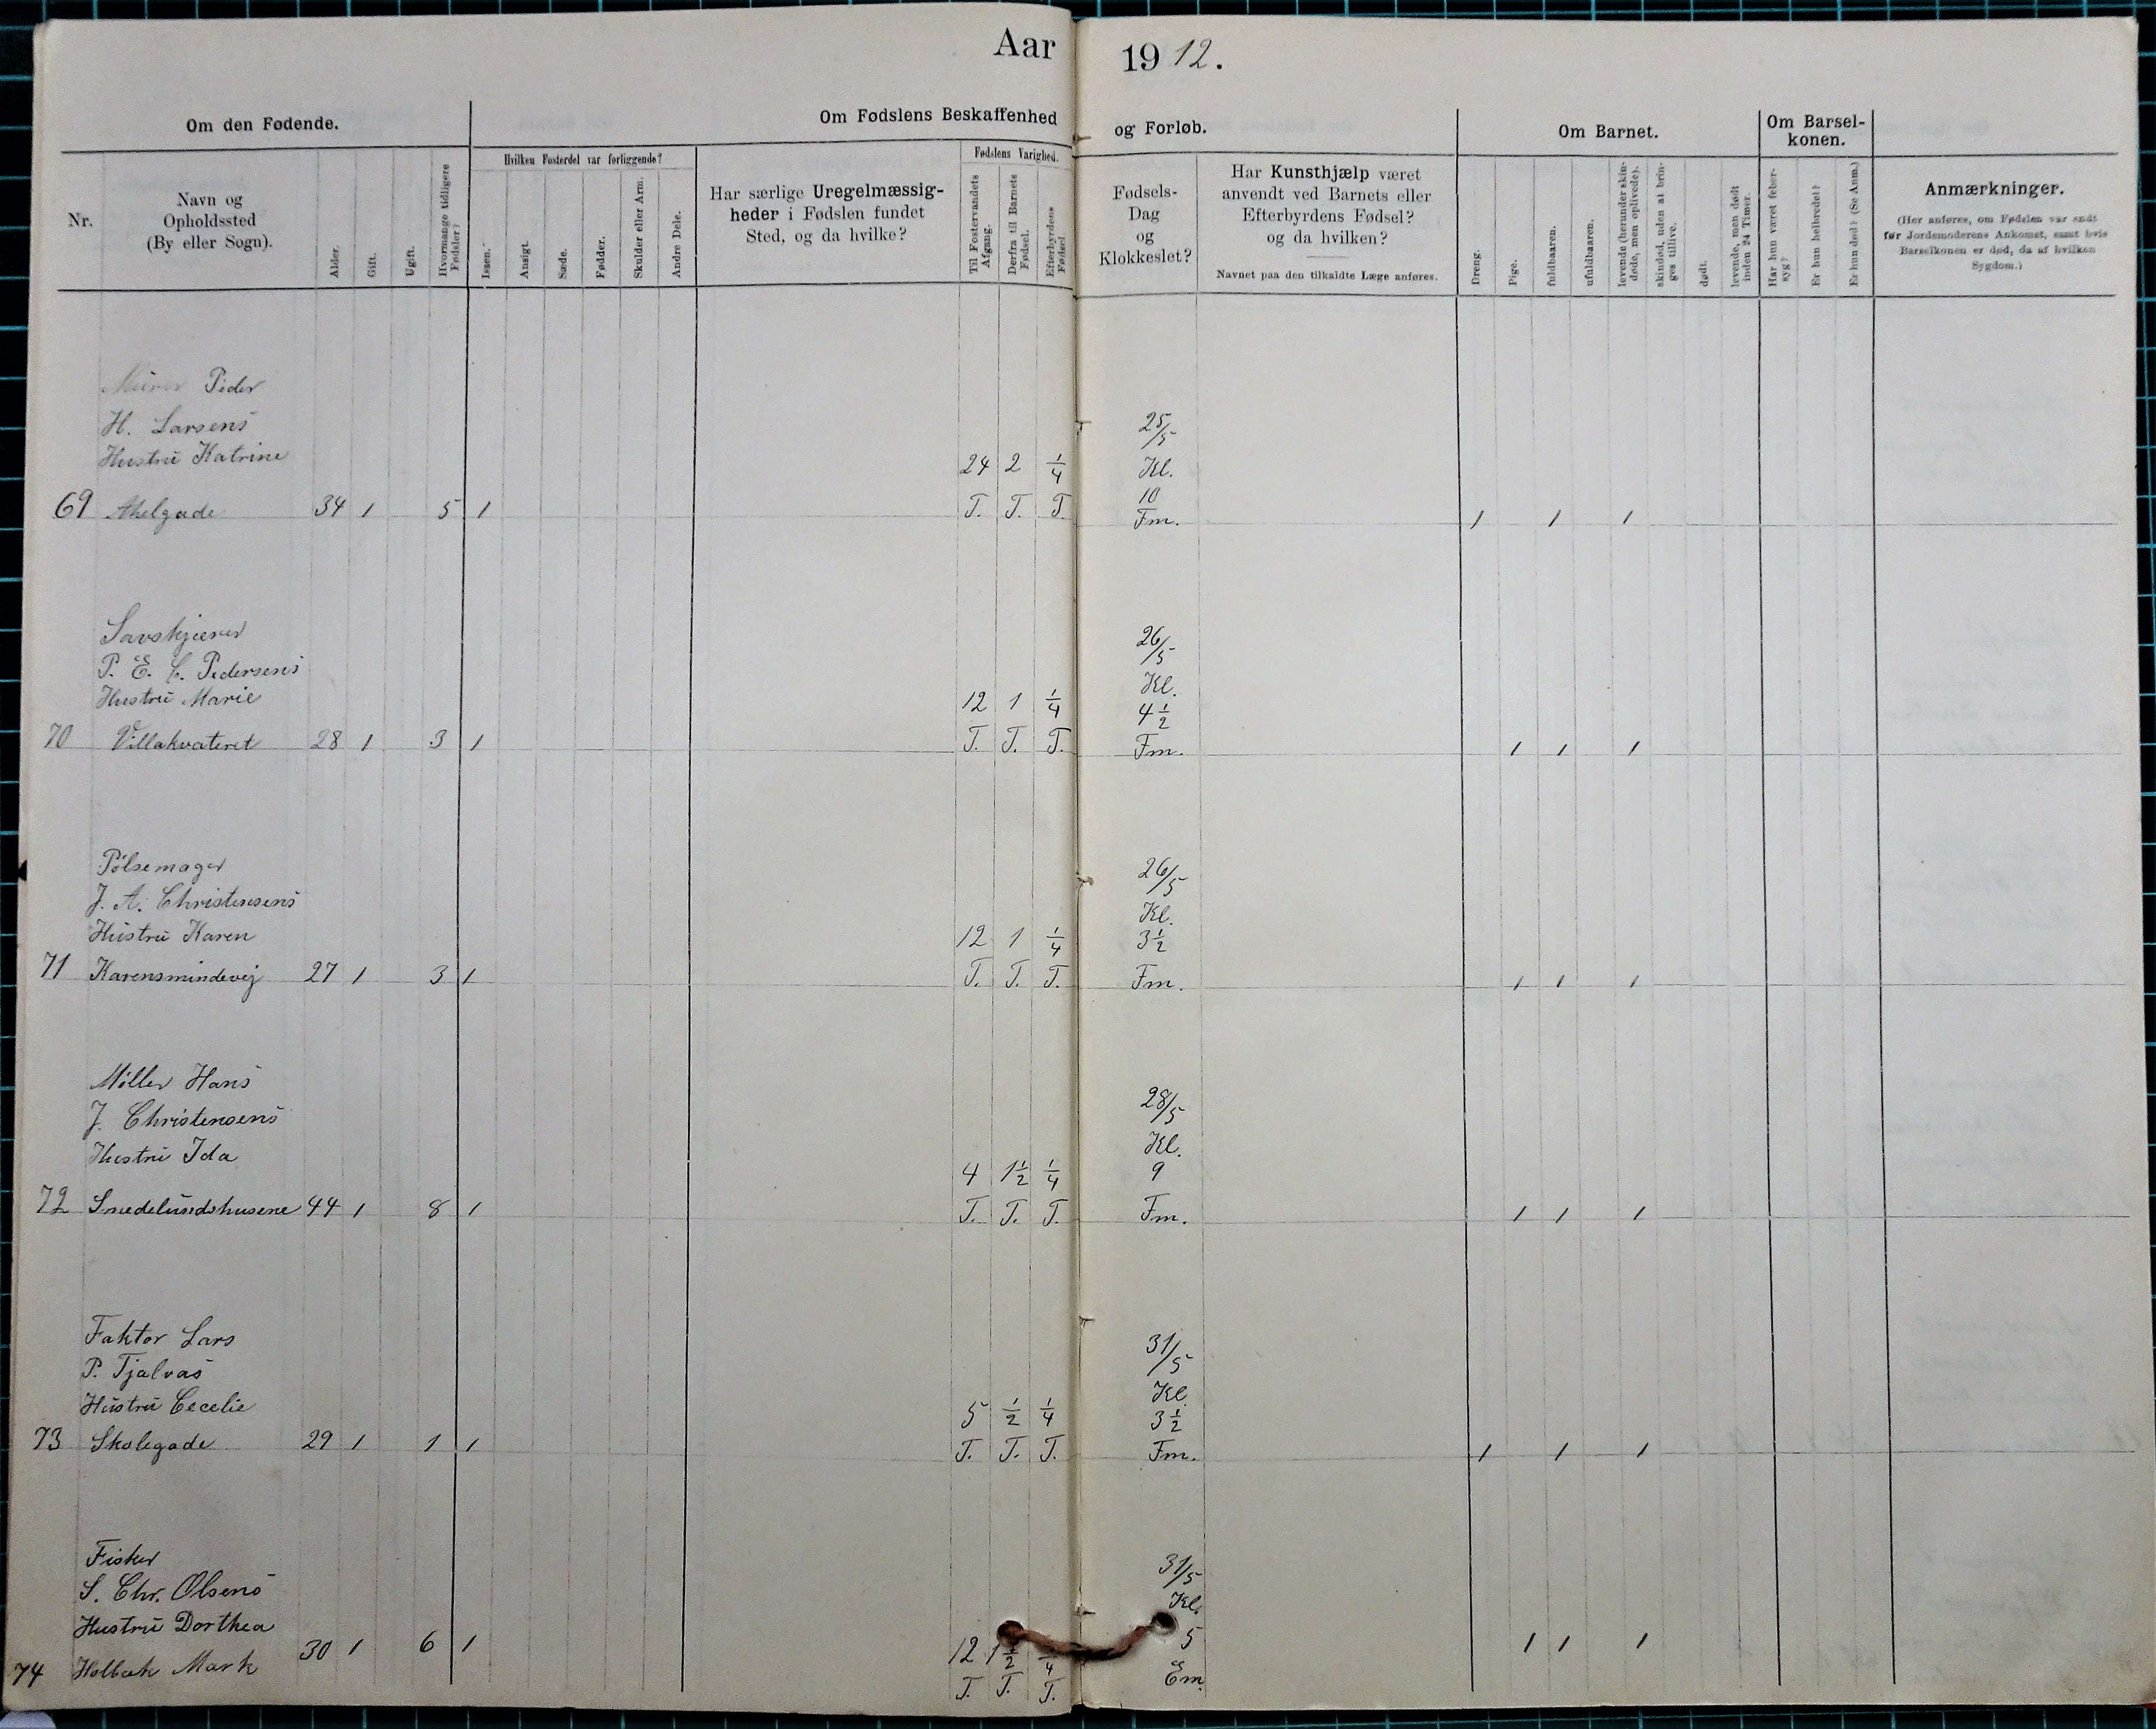 Aar 1912.
Om den Fødende.
Om Fødslens Beskaffenhed og Forløb.
Om Barnet.
Om Barsel-
konen.
Nr.
Navn og
Opholdssted
(By eller Sogn).
Alder.
Gift.
Ugift.
Hvormange tidligere
Fødsler?
Hvilken Fosterdel var forliggende?
Issen.
Ansigt.
Sæde.
Fødder.
Skulder eller Arm.
Andre Dele.
Har særlige Uregelmæssig-
heder i Fødslen fundet
Sted, og da hvilke?
Fødslens Varighed.
Til Fostervandets
Afgang.
Derfra til Barnets
Fødsel.
Efterbyrdens
Fødsel.
Fødsels-
Dag
og
Klokkeslet?
Har Kunsthjælp været
anvendt ved Barnets eller
Efterbyrdens Fødsel?
og da hvilken?
Navnet paa den tilkaldte Læge anføres.
Dreng.
Pige.
fuldbaaren.
ufuldbaaren.
levende (herunder skin-
døde, men oplivede).
skindød, uden at brin-
ges tillive.
dødt.
levende, men dødt
inden 24 Timer.
Har hun været feber-
syg?
Er hun helbredet?
Er hun død? (Se Anm.)
Anmærkninger.
(Her anføres, om Fødslen var endt
før Jordemoderens Ankomst, samt hvis
Barselkonen er død, da af hvilken
Sygdom.)
Murer Peder
H. Larsens
25/5
Hustru Katrine 24 2 1/4 Kl.
10
69 Ahelgade 34 1 5 1 T. T. T. Fm. 1 1 1
Savskjærer
26/5
P. E. C. Pedersens
Kl.
Hustru Marie 12 1 1/4 4 1/2
70 Villakvateret 28 1 3 1 T. T. T. Fm. 1 1 1
Pølsemager
26/5
J. A. Christensens
Kl.
Hustru Karen 12 1 1/4 3 1/2
71 Karensmindevej 27 1 3 1 T. T. T. Fm. 1 1 1
Møller Hans
J. Christensens
28/5
Hustru Ida
Kl.
4 1 1/2 1/4 9
72 Snedelundshusene 44 1 8 1 T. T. T. Fm. 1 1 1
Faktor Lars
31/5
P. Tjalvas
Kl.
Hustru Cecelie 5 1/2 1/4 3 1/2
73 Skolegade 29 1 1 1 T. T. T. Fm. 1 1 1
Fisker
31/5
S. Chr. Olsens
Kl.
Hustru Dorthea
30 1 6 1 12 1 1/2 1/4 5 1 1 1
74 Holbæk Mark T. T. T. Em.